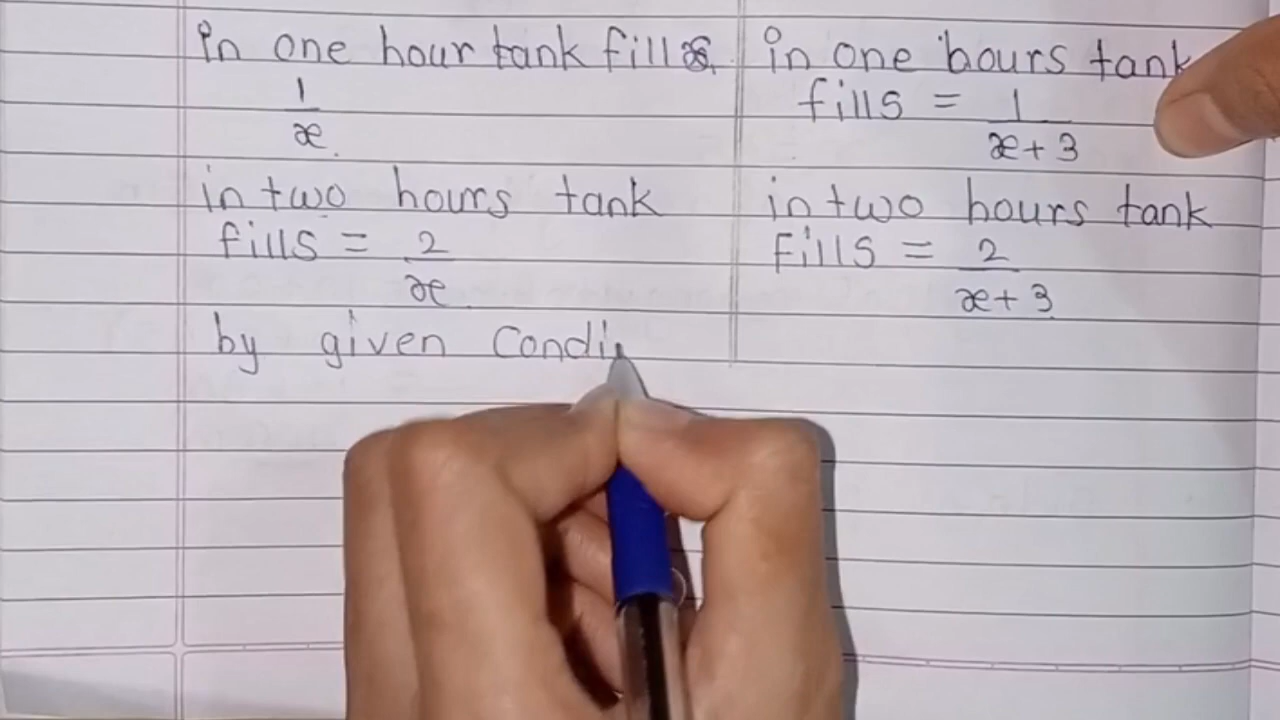 in one hour tank fills
1
x
in two hours tank
fills = 2
x
in one hours tank
fills = 1
x+3
in two hours tank
fills = 2
x+3
by given Condi